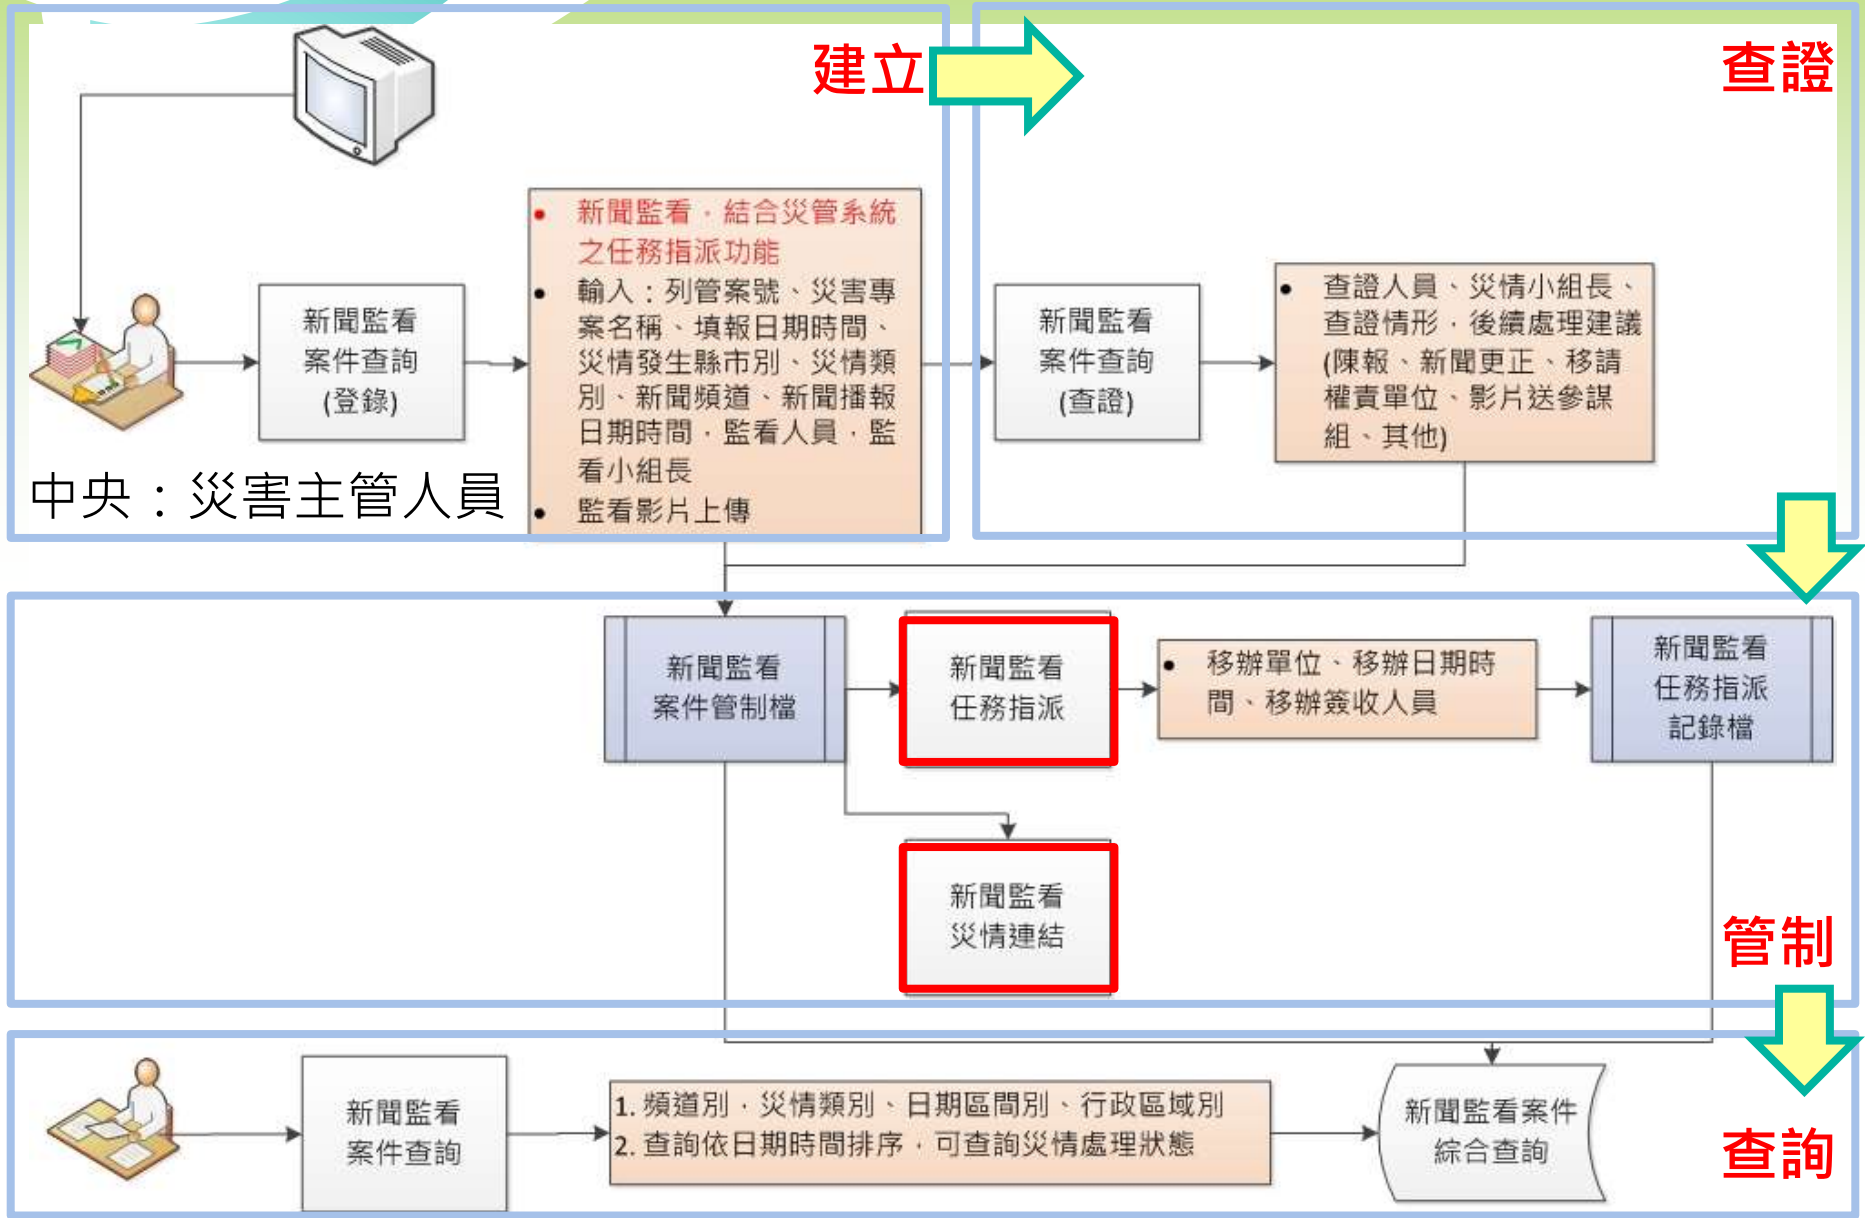 建立
查證
新聞監看
案件查詢
(登錄)
中央：災害主管人員
• 新聞監看，結合災管系統
之任務指派功能
• 輸入：列管案號、災害專
案名稱、填報日期時間、
災情發生縣市別、災情類
別、新聞頻道、新聞播報
日期時間，監看人員，監
看小組長
• 監看影片上傳
新聞監看
案件查詢
(查證)
• 查證人員、災情小組長、
查證情形，後續處理建議
(陳報、新聞更正、移請
權責單位、影片送參謀
組、其他)
新聞監看
案件管制檔
新聞監看
任務指派
• 移辦單位、移辦日期時
間、移辦簽收人員
新聞監看
任務指派
記錄檔
新聞監看
災情連結
管制
新聞監看
案件查詢
1. 頻道別，災情類別、日期區間別、行政區域別
2. 查詢依日期時間排序，可查詢災情處理狀態
新聞監看案件
綜合查詢
查詢